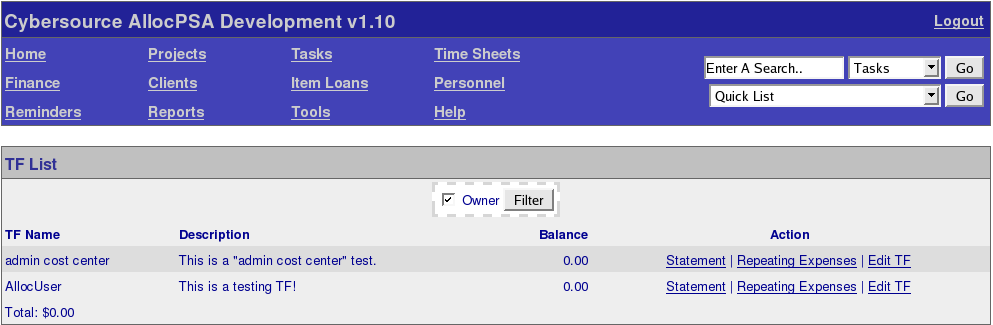 Cybersource AllocPSA Development v1.10 Logout
Home Projects Tasks Time Sheets
Enter A Search.. Tasks Go
Finance Clients Item Loans Personnel
Quick List Go
Reminders Reports Tools Help
TF List
Owner Filter
TF Name Description Balance Action
admin cost center This is a "admin cost center" test. 0.00 Statement | Repeating Expenses | Edit TF
AllocUser This is a testing TF! 0.00 Statement | Repeating Expenses | Edit TF
Total: $0.00